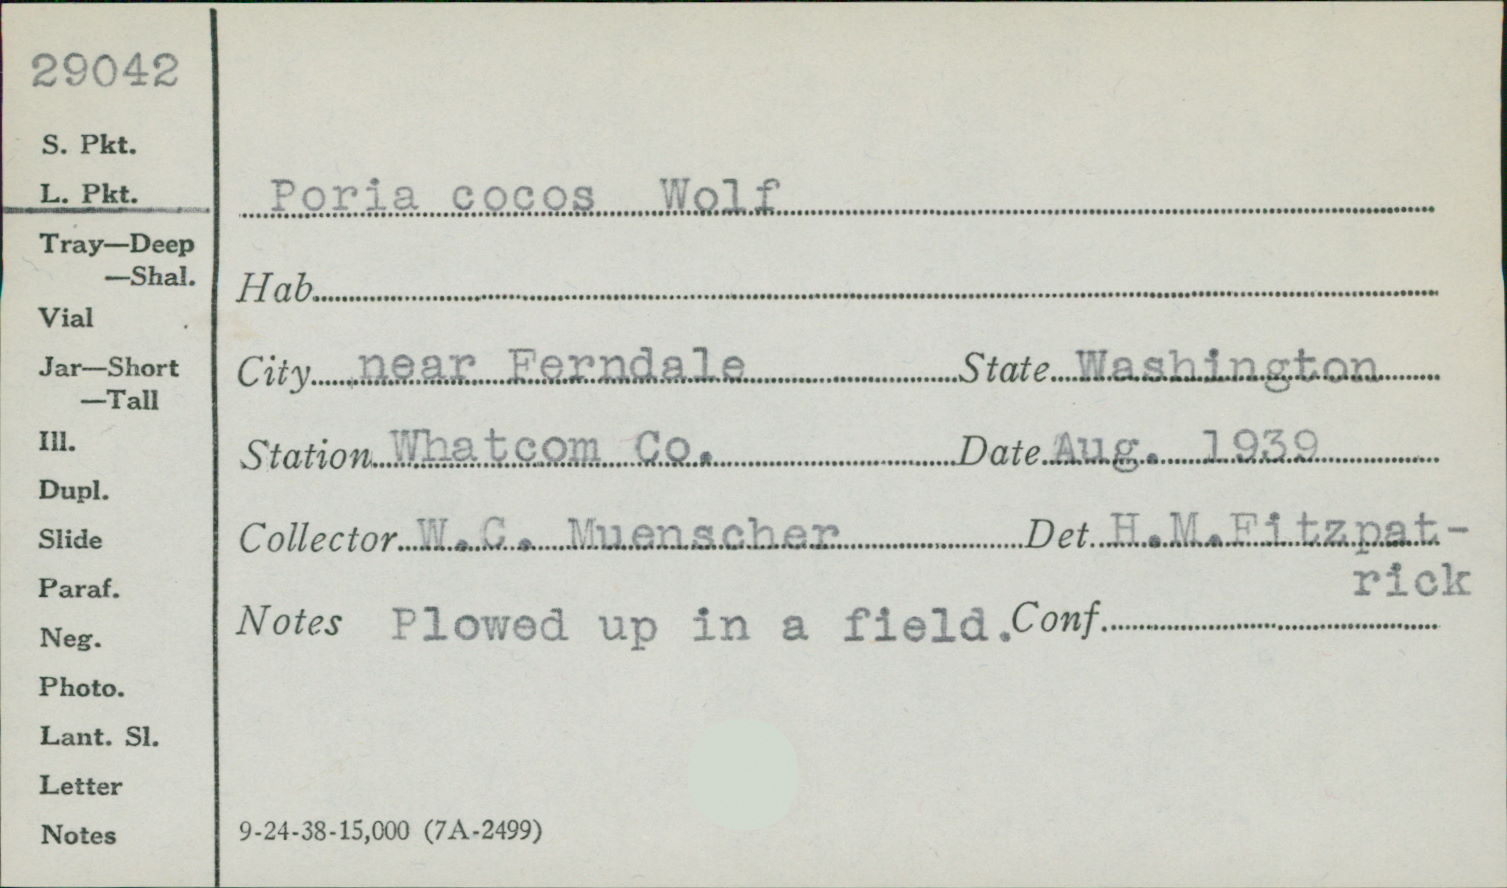 29042
S. Pkt.
L. Pkt.
Tray—Deep
—Shal.
Vial
Jar—Short
—Tall
Ill.
Dupl.
Slide
Paraf.
Neg.
Photo.
Lant. Sl.
Letter
Notes
Poria cocos Wolf
Hab.
City near Ferndale State Washington
Station Whatcom Co. Date Aug. 1939
Collector W.C. Muenscher Det. H.M.Fitzpat-
rick
Notes Plowed up in a field. Conf.
9-24-38-15,000 (7A-2499)